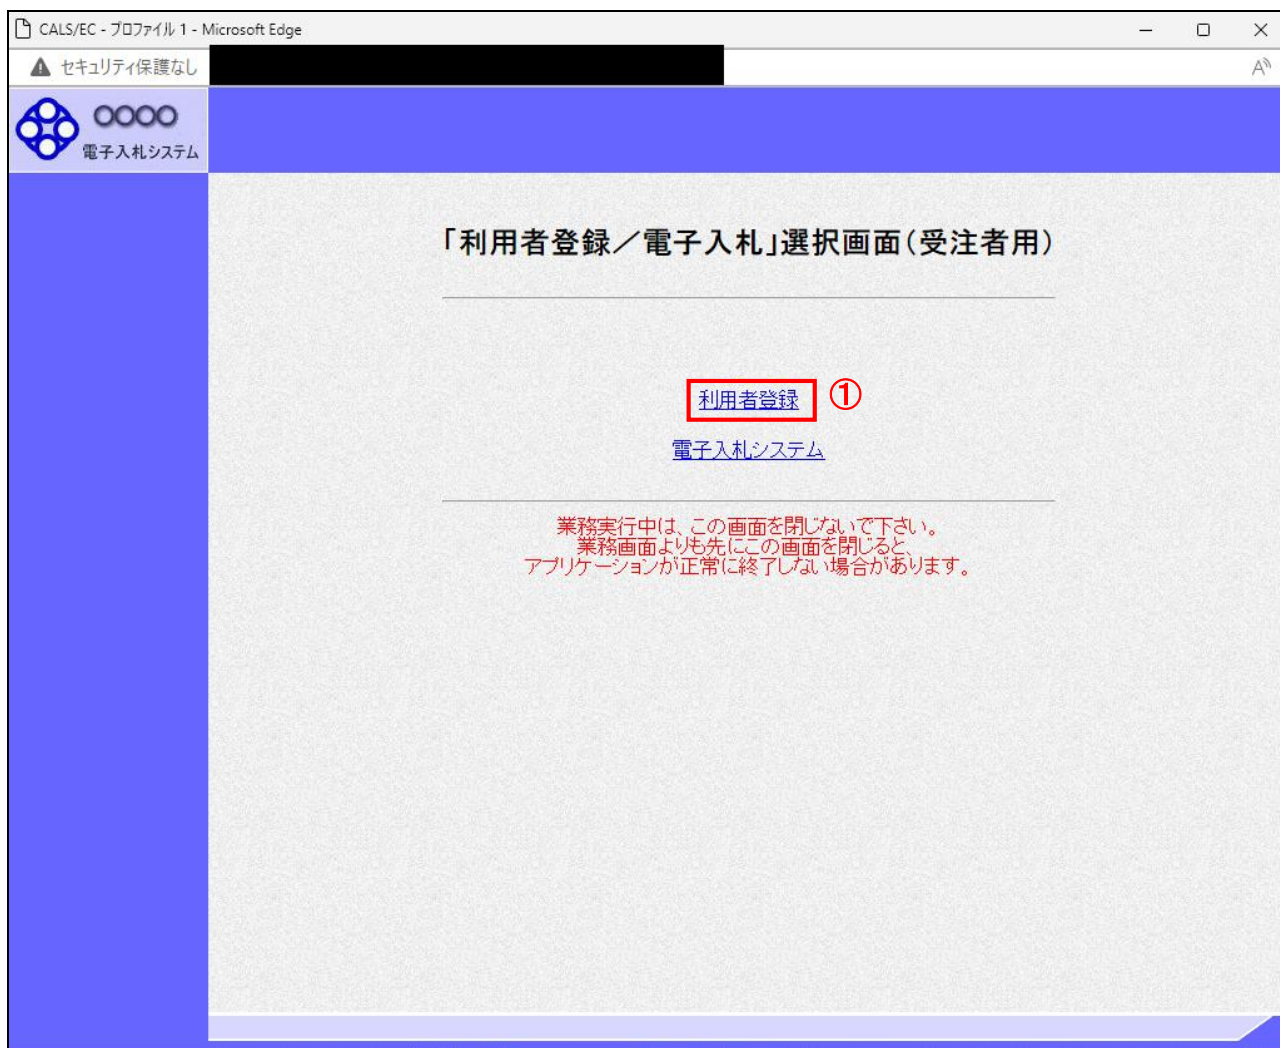 CALS/EC - プロファイル 1 - Microsoft Edge
セキュリティ保護なし
A
○○○○
電子入札システム
「利用者登録／電子入札」選択画面(受注者用)
利用者登録 ①
電子入札システム
業務実行中は、この画面を閉じないで下さい。
業務画面よりも先にこの画面を閉じると、
アプリケーションが正常に終了しない場合があります。